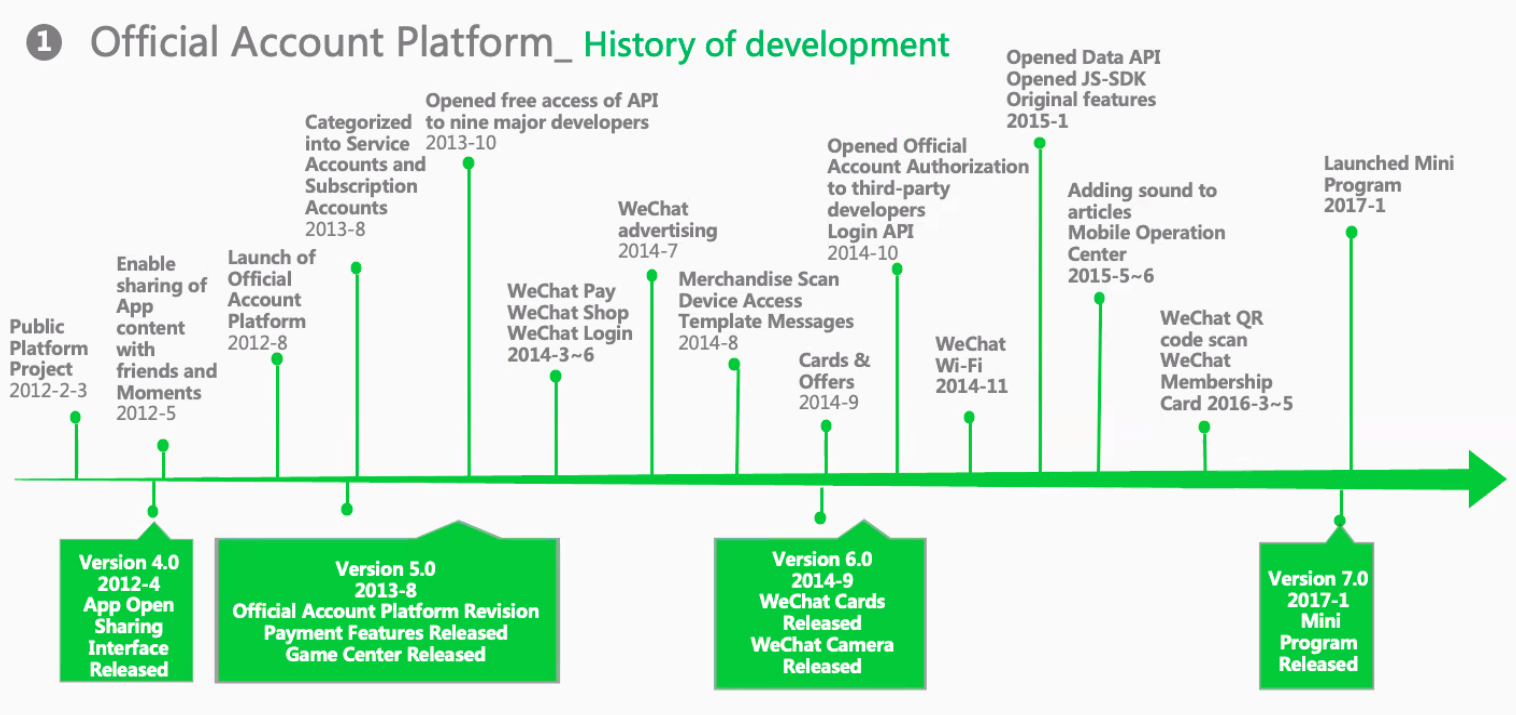 1 Official Account Platform_ History of development
Public
Platform
Project
2012-2-3
Enable
sharing of
App
content
with
friends and
Moments
2012-5
Launch of
Official
Account
Platform
2012-8
Categorized
into Service
Accounts and
Subscription
Accounts
2013-8
Opened free access of API
to nine major developers
2013-10
WeChat Pay
WeChat Shop
WeChat Login
2014-3~6
WeChat
advertising
2014-7
Merchandise Scan
Device Access
Template Messages
2014-8
Cards &
Offers
2014-9
Opened Official
Account Authorization
to third-party
developers
Login API
2014-10
WeChat
Wi-Fi
2014-11
Opened Data API
Opened JS-SDK
Original features
2015-1
Adding sound to
articles
Mobile Operation
Center
2015-5~6
WeChat QR
code scan
WeChat
Membership
Card 2016-3~5
Launched Mini
Program
2017-1
Version 4.0
2012-4
App Open
Sharing
Interface
Released
Version 5.0
2013-8
Official Account Platform Revision
Payment Features Released
Game Center Released
Version 6.0
2014-9
WeChat Cards
Released
WeChat Camera
Released
Version 7.0
2017-1
Mini
Program
Released